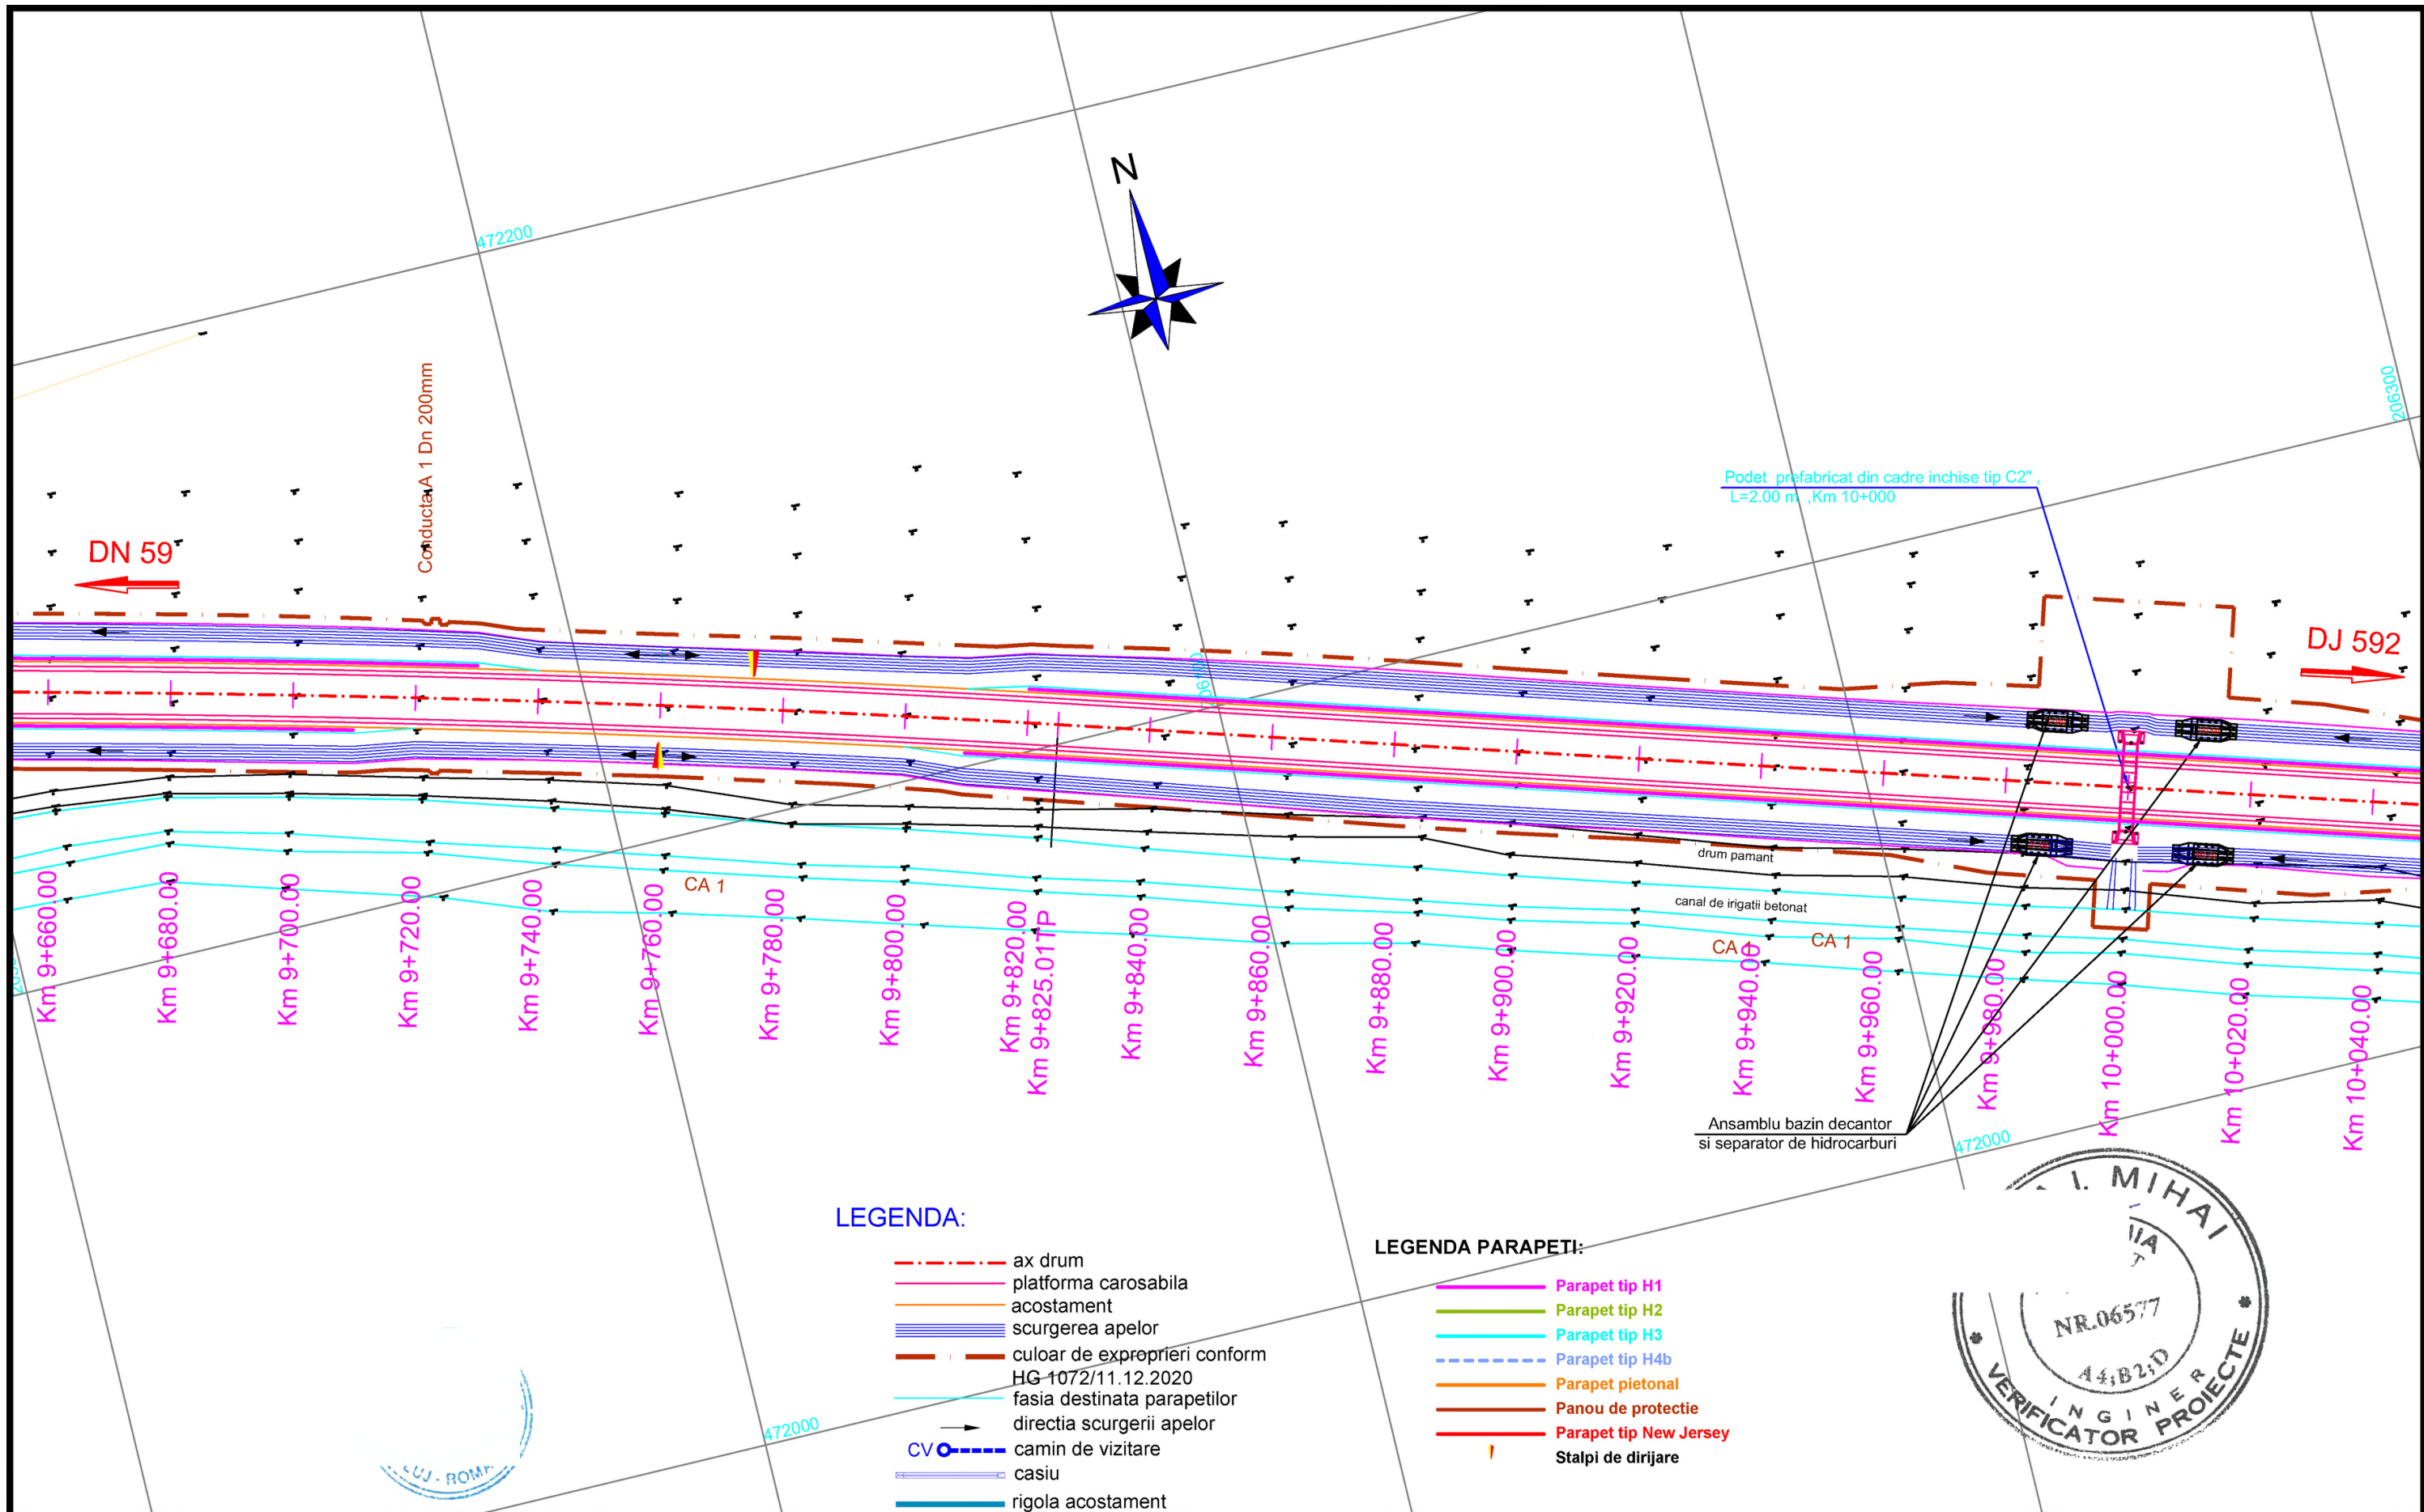 N
472200
206300
Conducta A 1 Dn 200mm
Podet prefabricat din cadre inchise tip C2",
L=2.00 m ,Km 10+000
DN 59
DJ 592
drum pamant
canal de irigatii betonat
CA 1
CA 1
CA 1
Km 9+660.00
Km 9+680.00
Km 9+700.00
Km 9+720.00
Km 9+740.00
Km 9+760.00
Km 9+780.00
Km 9+800.00
Km 9+820.00
Km 9+825.01TP
Km 9+840.00
Km 9+860.00
Km 9+880.00
Km 9+900.00
Km 9+920.00
Km 9+940.00
Km 9+960.00
Km 9+980.00
Km 10+000.00
Km 10+020.00
Km 10+040.00
Ansamblu bazin decantor
si separator de hidrocarburi
472000
LEGENDA:
ax drum
platforma carosabila
acostament
scurgerea apelor
culoar de exproprieri conform
HG 1072/11.12.2020
fasia destinata parapetilor
directia scurgerii apelor
CV camin de vizitare
casiu
rigola acostament
472000
LEGENDA PARAPETI:
Parapet tip H1
Parapet tip H2
Parapet tip H3
Parapet tip H4b
Parapet pietonal
Panou de protectie
Parapet tip New Jersey
Stalpi de dirijare
I. MIHAI
NR.06577
A4;B2;D
INGINER
VERIFICATOR PROIECTE